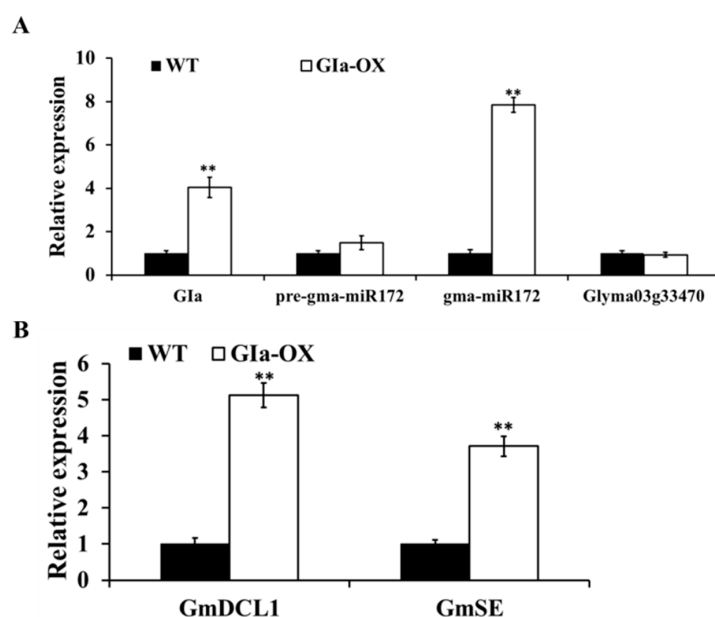 A
WT GIa-OX
Relative expression
10
8
6
4
2
0
**
**
GIa pre-gma-miR172 gma-miR172 Glyma03g33470
B
WT GIa-OX
Relative expression
6
5
4
3
2
1
0
**
**
GmDCL1 GmSE